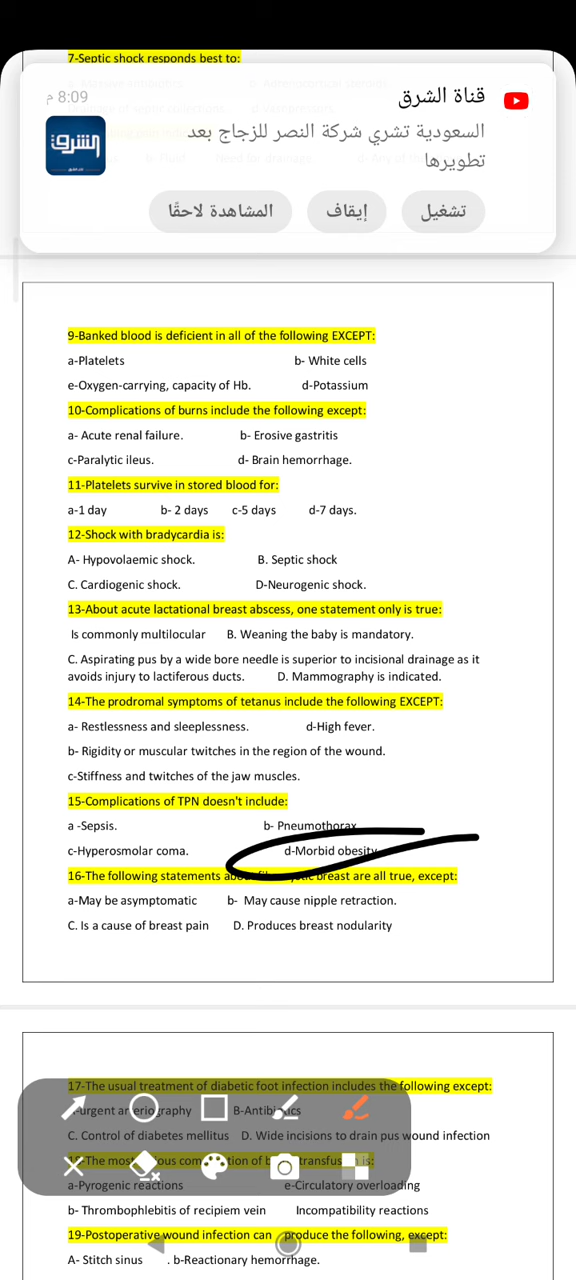 7-Septic shock responds best to:
8:09 م
قناة الشرق
السعودية تشري شركة النصر للزجاج بعد
تطويرها
الشرق
تشغيل
إيقاف
المشاهدة لاحقًا
9-Banked blood is deficient in all of the following EXCEPT:
a-Platelets b- White cells
e-Oxygen-carrying, capacity of Hb. d-Potassium
10-Complications of burns include the following except:
a- Acute renal failure. b- Erosive gastritis
c-Paralytic ileus. d- Brain hemorrhage.
11-Platelets survive in stored blood for:
a-1 day b- 2 days c-5 days d-7 days.
12-Shock with bradycardia is:
A- Hypovolaemic shock. B. Septic shock
C. Cardiogenic shock. D-Neurogenic shock.
13-About acute lactational breast abscess, one statement only is true:
Is commonly multilocular B. Weaning the baby is mandatory.
C. Aspirating pus by a wide bore needle is superior to incisional drainage as it
avoids injury to lactiferous ducts. D. Mammography is indicated.
14-The prodromal symptoms of tetanus include the following EXCEPT:
a- Restlessness and sleeplessness. d-High fever.
b- Rigidity or muscular twitches in the region of the wound.
c-Stiffness and twitches of the jaw muscles.
15-Complications of TPN doesn't include:
a -Sepsis. b- Pneumothorax
c-Hyperosmolar coma. d-Morbid obesity
16-The following statements breast are all true, except:
a-May be asymptomatic b- May cause nipple retraction.
C. Is a cause of breast pain D. Produces breast nodularity
17-The usual treatment of diabetic foot infection includes the following except:
-urgent arteriography B-Antibiotics
C. Control of diabetes mellitus D. Wide incisions to drain pus wound infection
a-Pyrogenic reactions e-Circulatory overloading
b- Thrombophlebitis of recipiem vein Incompatibility reactions
19-Postoperative wound infection can produce the following, except:
A- Stitch sinus . b-Reactionary hemorrhage.